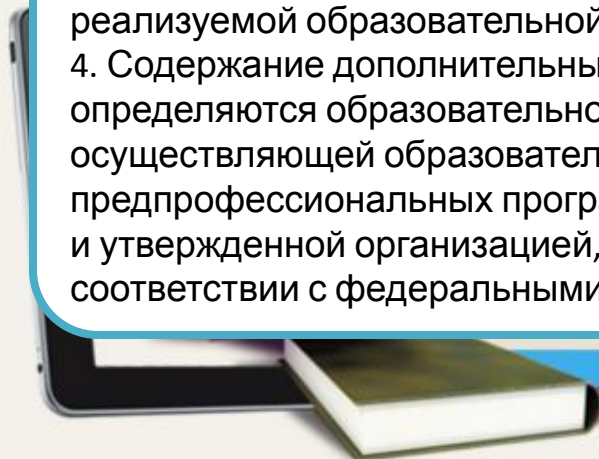 реализуемой образовательной
4. Содержание дополнительны
определяются образовательно
осуществляющей образовател
предпрофессиональных прогр
и утвержденной организацией,
соответствии с федеральными